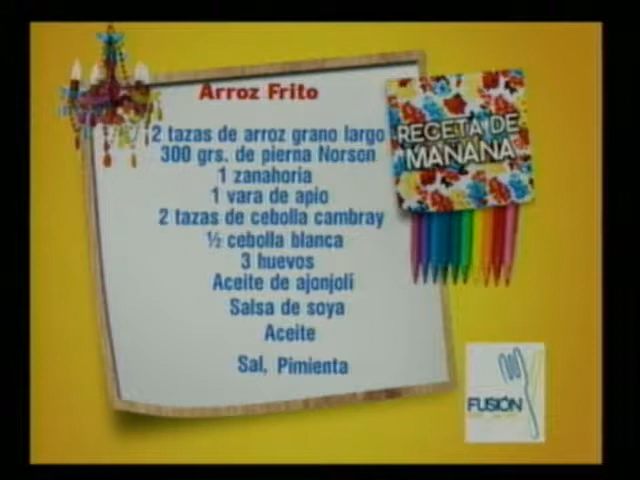 Arroz Frito
2 tazas de arroz grano largo
300 grs. de pierna Norson
1 zanahoria
1 vara de apio
2 tazas de cebolla cambray
½ cebolla blanca
3 huevos
Aceite de ajonjolí
Salsa de soya
Aceite
Sal, Pimienta
RECETA DE
MAÑANA
FUSIÓN